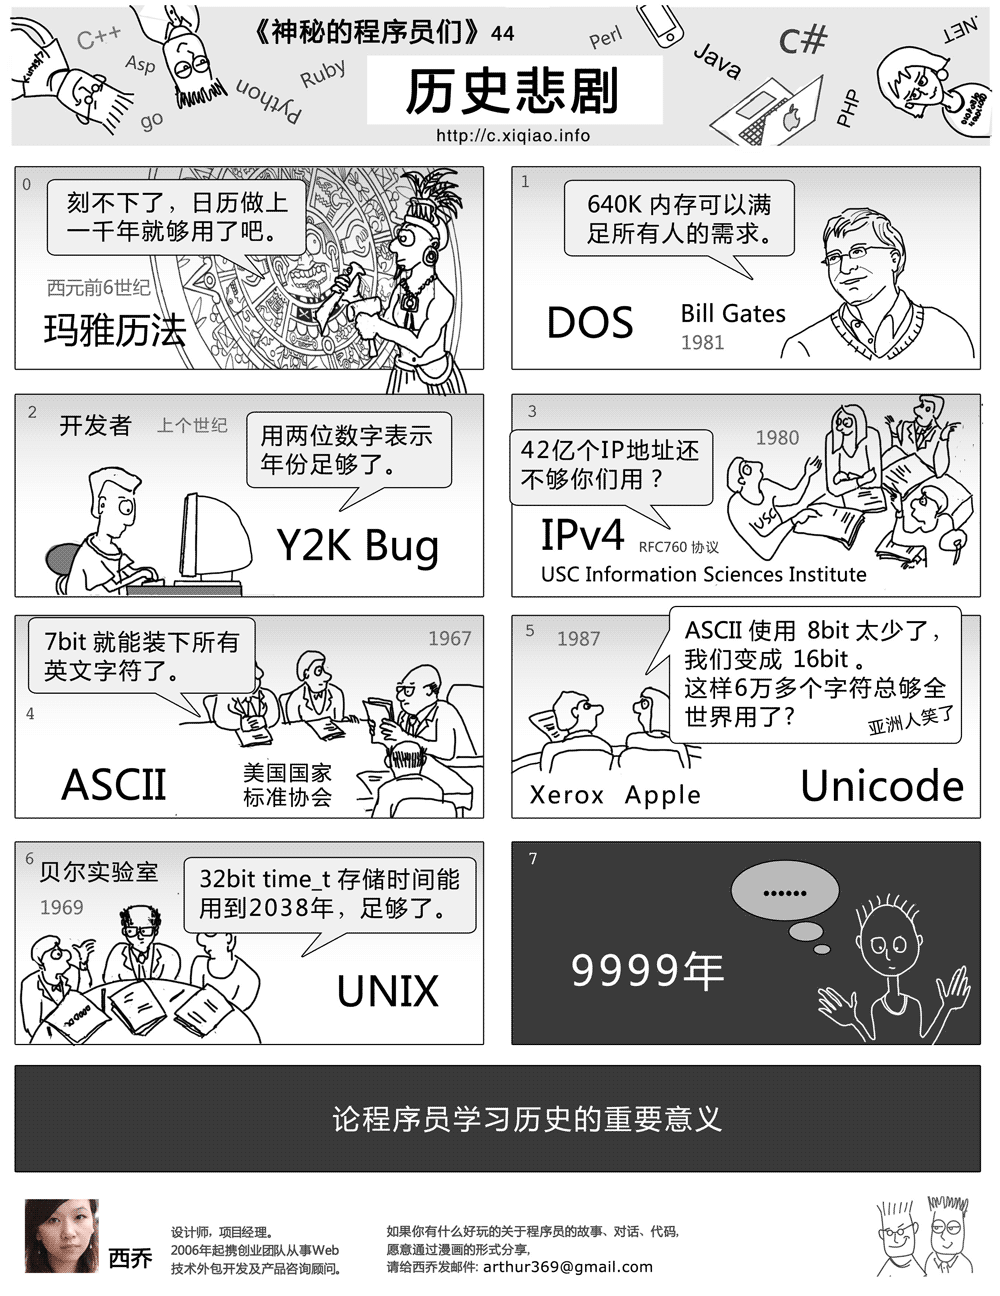 《神秘的程序员们》44
历史悲剧
http://c.xiqiao.info
C++
Asp
go
Python
Ruby
Perl
Java
c#
PHP
.NET
0
刻不下了，日历做上
一千年就够用了吧。
西元前6世纪
玛雅历法
1
640K 内存可以满
足所有人的需求。
DOS
Bill Gates
1981
2
开发者 上个世纪
用两位数字表示
年份足够了。
Y2K Bug
3
42亿个IP地址还
不够你们用？
1980
USC
IPv4 RFC760 协议
USC Information Sciences Institute
7bit 就能装下所有
英文字符了。
1967
4
ASCII
美国国家
标准协会
5
1987
ASCII 使用 8bit 太少了，
我们变成 16bit 。
这样6万多个字符总够全
世界用了?
亚洲人笑了
Xerox Apple
Unicode
6
贝尔实验室
1969
32bit time_t 存储时间能
用到2038年，足够了。
UNIX
7
……
9999年
论程序员学习历史的重要意义
西乔
设计师，项目经理。
2006年起携创业团队从事Web
技术外包开发及产品咨询顾问。
如果你有什么好玩的关于程序员的故事、对话、代码,
愿意通过漫画的形式分享,
请给西乔发邮件: arthur369@gmail.com